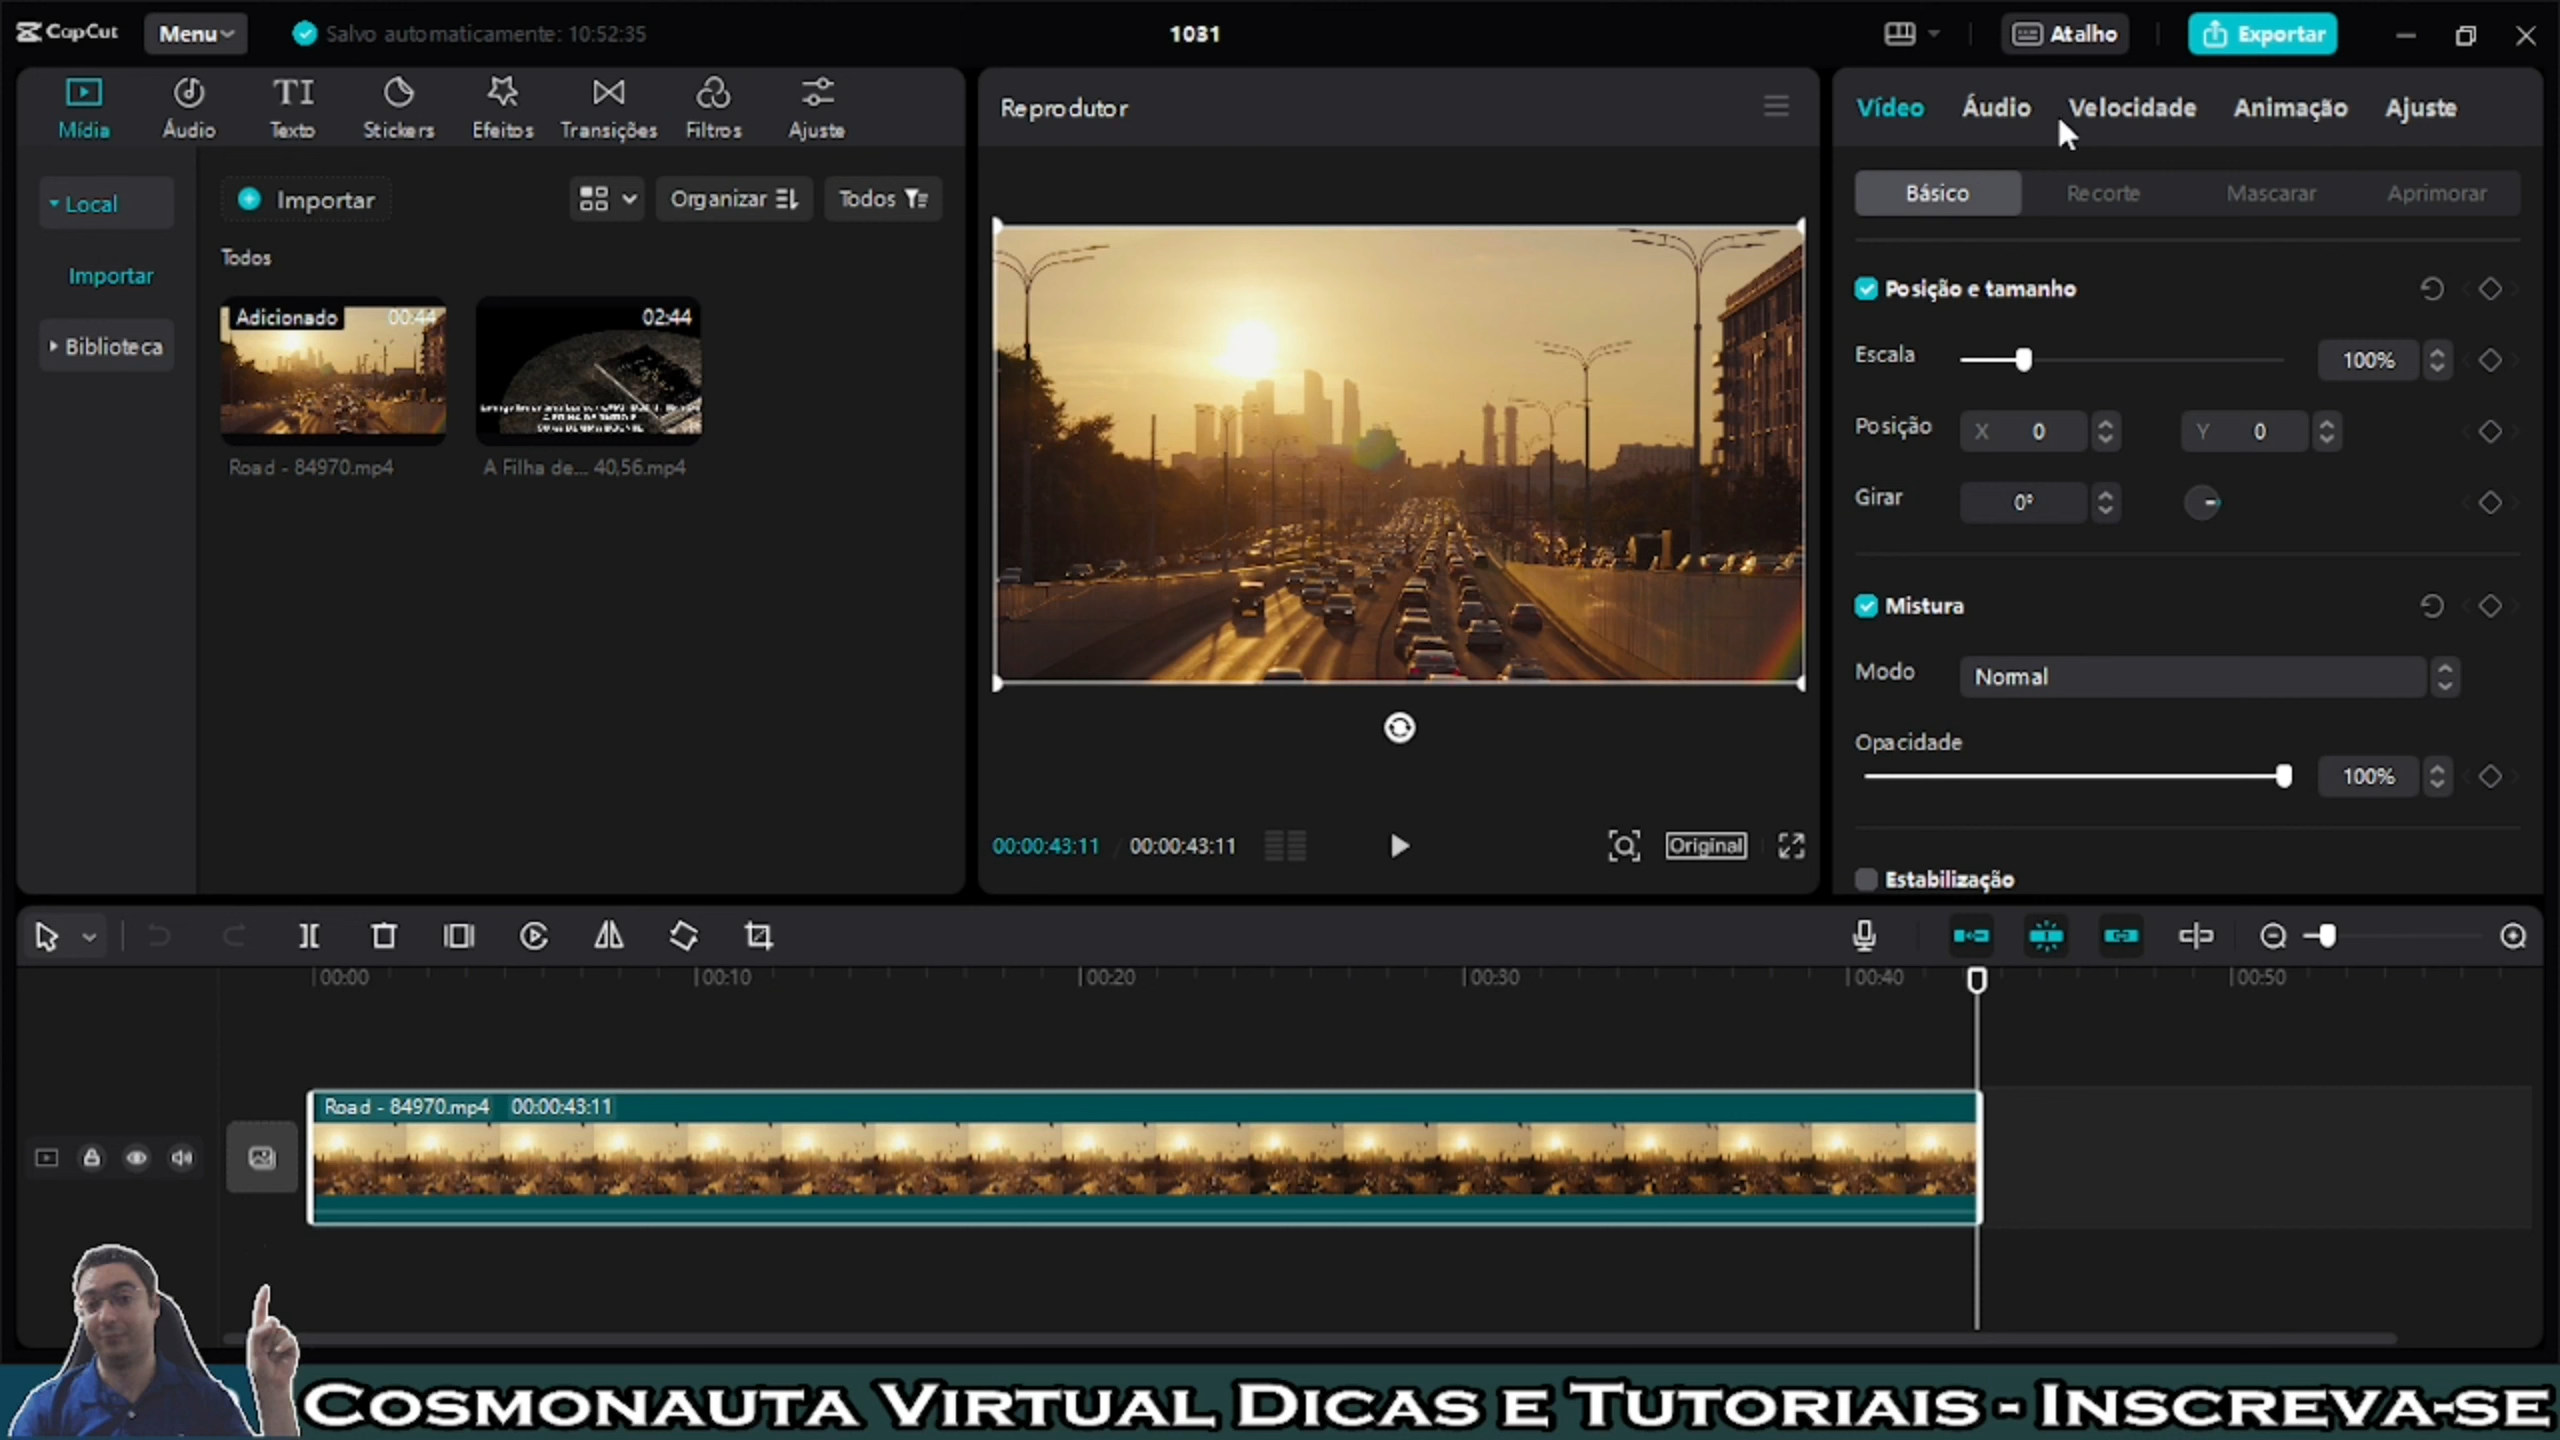 CapCut
Menu
Salvo automaticamente: 10:52:35
1031
Atalho
Exportar
Mídia
Áudio
Texto
Stickers
Efeitos
Transições
Filtros
Ajuste
Local
Importar
Biblioteca
Importar
Organizar
Todos
Todos
Adicionado
00:44
Road - 84970.mp4
02:44
A Filha de... 40,56.mp4
Reprodutor
00:00:43:11 / 00:00:43:11
Original
Vídeo
Áudio
Velocidade
Animação
Ajuste
Básico
Recorte
Mascarar
Aprimorar
Posição e tamanho
Escala
100%
Posição
X 0
Y 0
Girar
0°
Mistura
Modo
Normal
Opacidade
100%
Estabilização
00:00
00:10
00:20
00:30
00:40
00:50
Road - 84970.mp4 00:00:43:11
Cosmonauta Virtual Dicas e Tutoriais - Inscreva-se